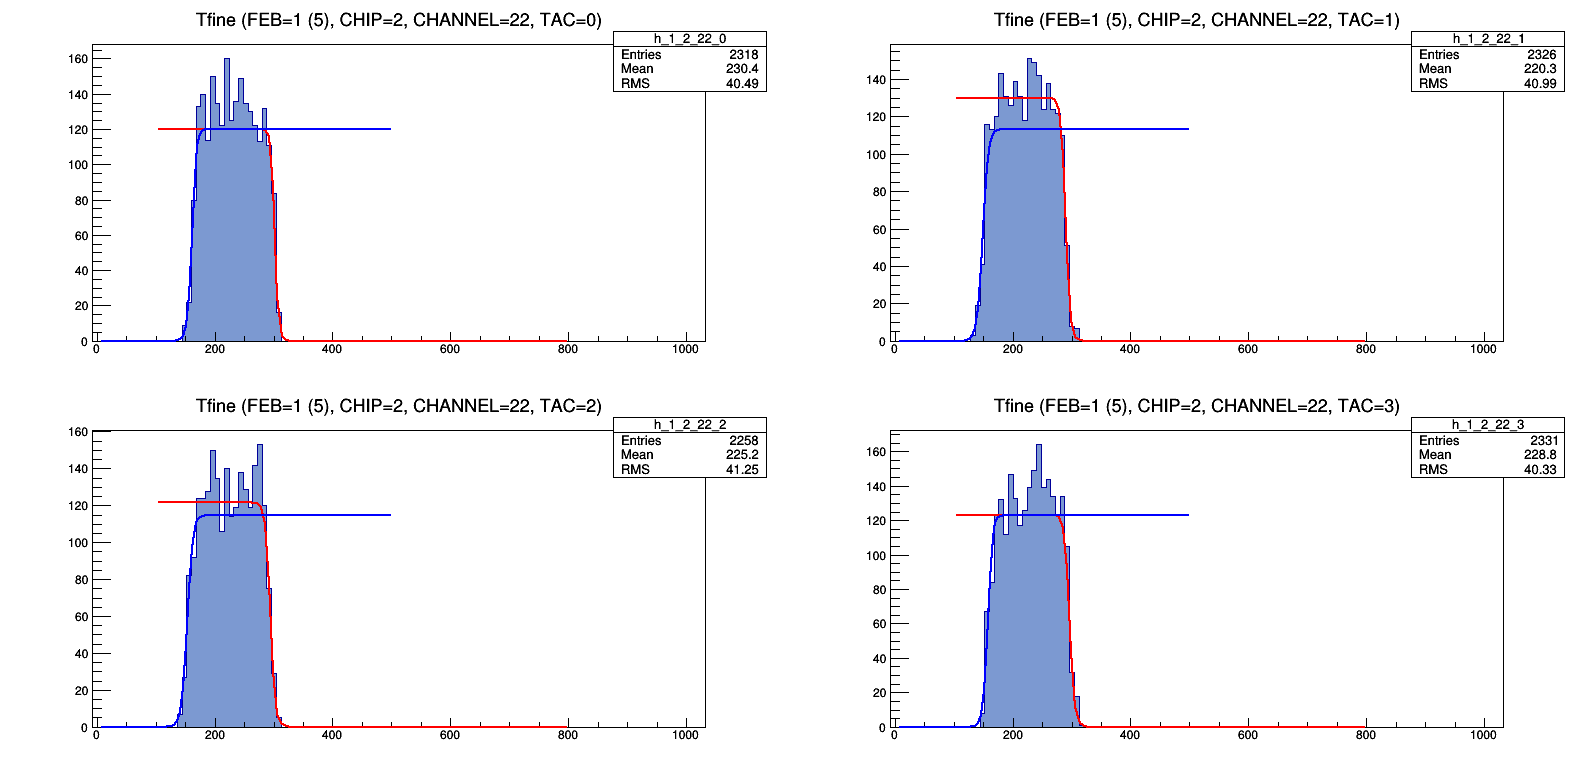 Tfine (FEB=1 (5), CHIP=2, CHANNEL=22, TAC=0)
h_1_2_22_0
Entries 2318
Mean 230.4
RMS 40.49
160
140
120
100
80
60
40
20
0
0 200 400 600 800 1000
Tfine (FEB=1 (5), CHIP=2, CHANNEL=22, TAC=1)
h_1_2_22_1
Entries 2326
Mean 220.3
RMS 40.99
140
120
100
80
60
40
20
0
0 200 400 600 800 1000
Tfine (FEB=1 (5), CHIP=2, CHANNEL=22, TAC=2)
h_1_2_22_2
Entries 2258
Mean 225.2
RMS 41.25
160
140
120
100
80
60
40
20
0
0 200 400 600 800 1000
Tfine (FEB=1 (5), CHIP=2, CHANNEL=22, TAC=3)
h_1_2_22_3
Entries 2331
Mean 228.8
RMS 40.33
160
140
120
100
80
60
40
20
0
0 200 400 600 800 1000